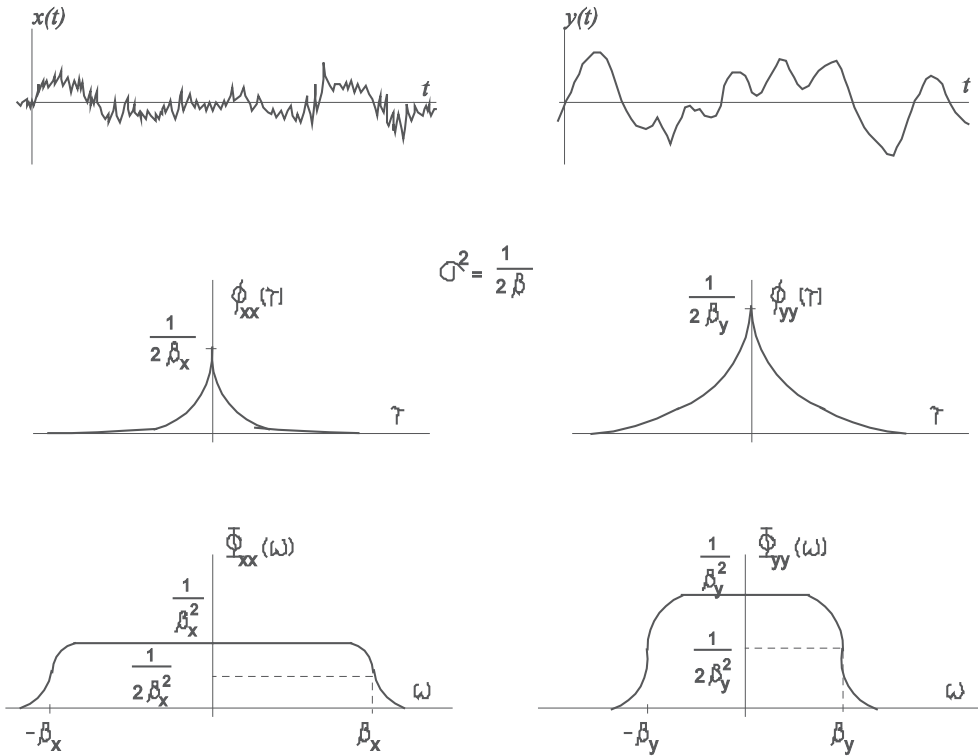 x(t)
t
y(t)
t
σ² = 1/2β
ϕxx(τ)
1/2βx
τ
ϕyy(τ)
1/2βy
τ
Φxx(ω)
1/βx²
1/2βx²
ω
-βx
βx
Φyy(ω)
1/βy²
1/2βy²
ω
-βy
βy